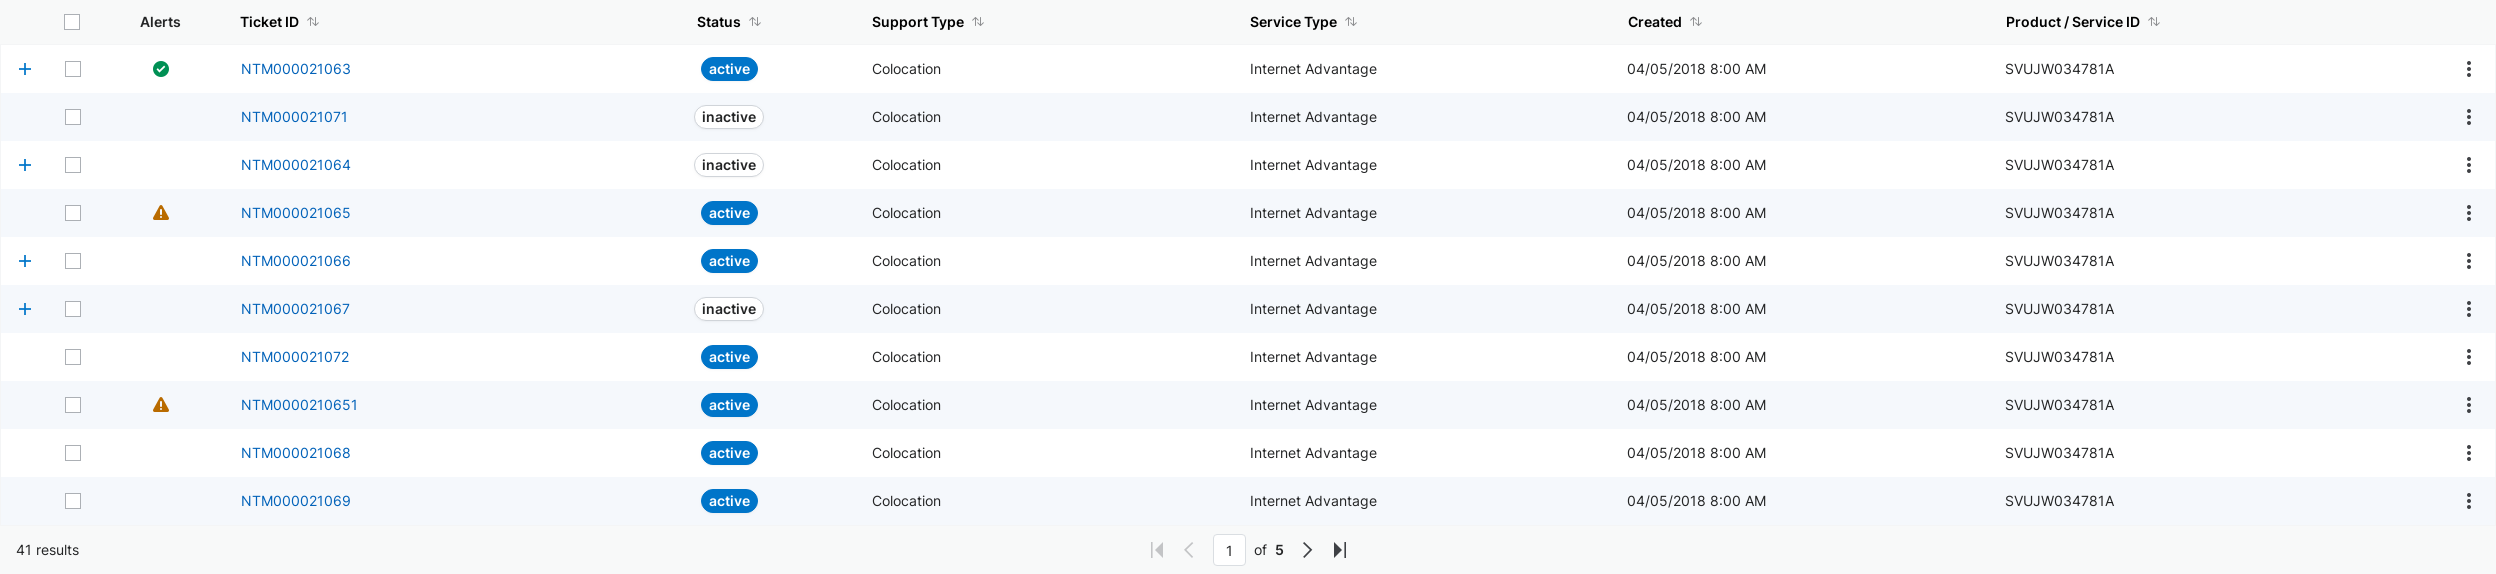 Alerts Ticket ID Status Support Type Service Type Created Product / Service ID
NTM000021063 active Colocation Internet Advantage 04/05/2018 8:00 AM SVUJW034781A
NTM000021071 inactive Colocation Internet Advantage 04/05/2018 8:00 AM SVUJW034781A
NTM000021064 inactive Colocation Internet Advantage 04/05/2018 8:00 AM SVUJW034781A
NTM000021065 active Colocation Internet Advantage 04/05/2018 8:00 AM SVUJW034781A
NTM000021066 active Colocation Internet Advantage 04/05/2018 8:00 AM SVUJW034781A
NTM000021067 inactive Colocation Internet Advantage 04/05/2018 8:00 AM SVUJW034781A
NTM000021072 active Colocation Internet Advantage 04/05/2018 8:00 AM SVUJW034781A
NTM0000210651 active Colocation Internet Advantage 04/05/2018 8:00 AM SVUJW034781A
NTM000021068 active Colocation Internet Advantage 04/05/2018 8:00 AM SVUJW034781A
NTM000021069 active Colocation Internet Advantage 04/05/2018 8:00 AM SVUJW034781A
41 results 1 of 5